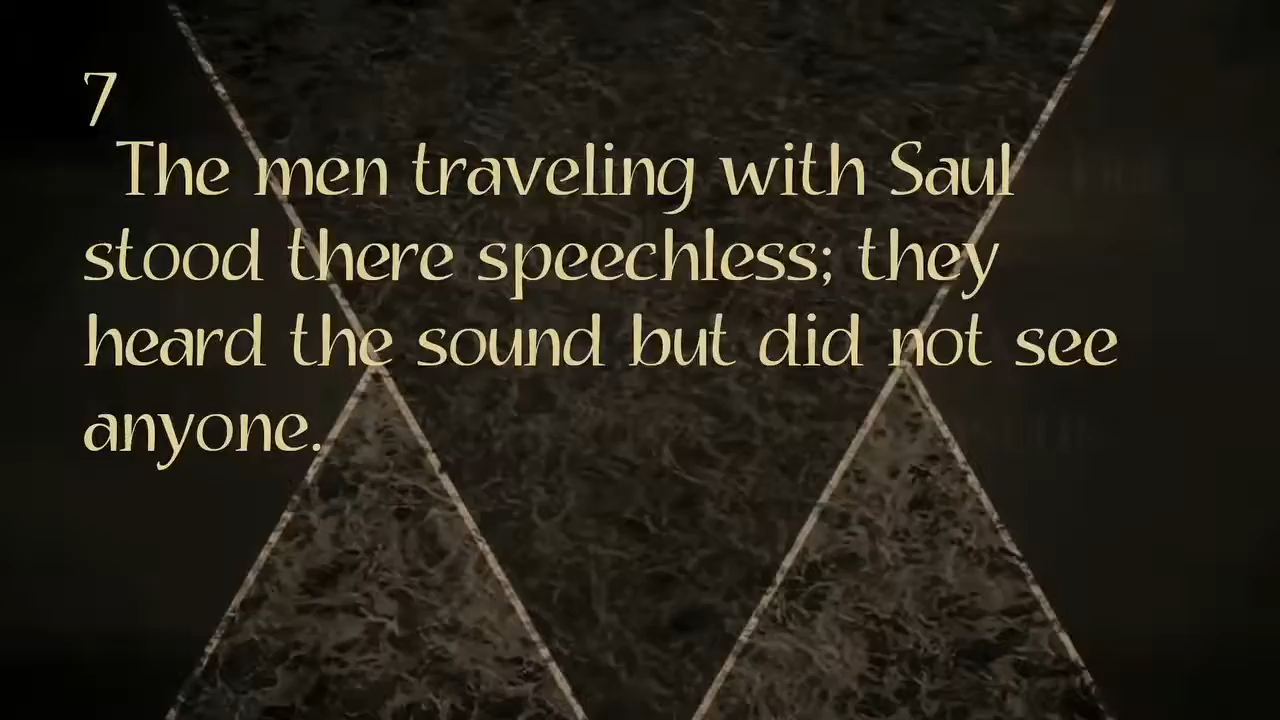 7
The men traveling with Saul
stood there speechless; they
heard the sound but did not see
anyone.